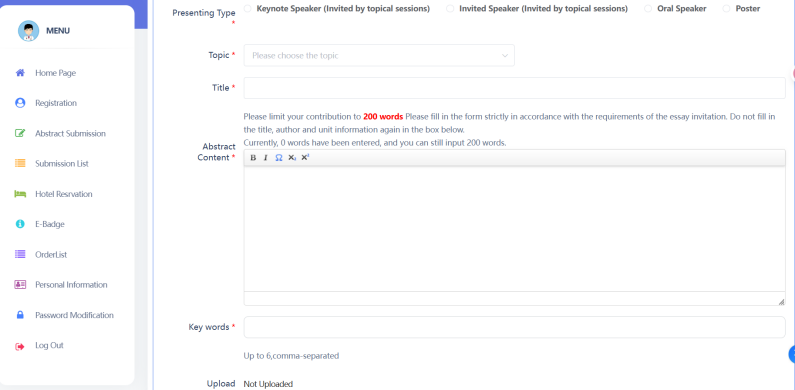 MENU
Home Page
Registration
Abstract Submission
Submission List
Hotel Resrvation
E-Badge
OrderList
Personal Information
Password Modification
Log Out
Presenting Type *
Keynote Speaker (Invited by topical sessions) Invited Speaker (Invited by topical sessions) Oral Speaker Poster
Topic * Please choose the topic
Title *
Please limit your contribution to 200 words Please fill in the form strictly in accordance with the requirements of the essay invitation. Do not fill in
the title, author and unit information again in the box below.
Currently, 0 words have been entered, and you can still input 200 words.
Abstract
Content *
B I Ω X₁ X²
Key words *
Up to 6,comma-separated
Upload Not Uploaded